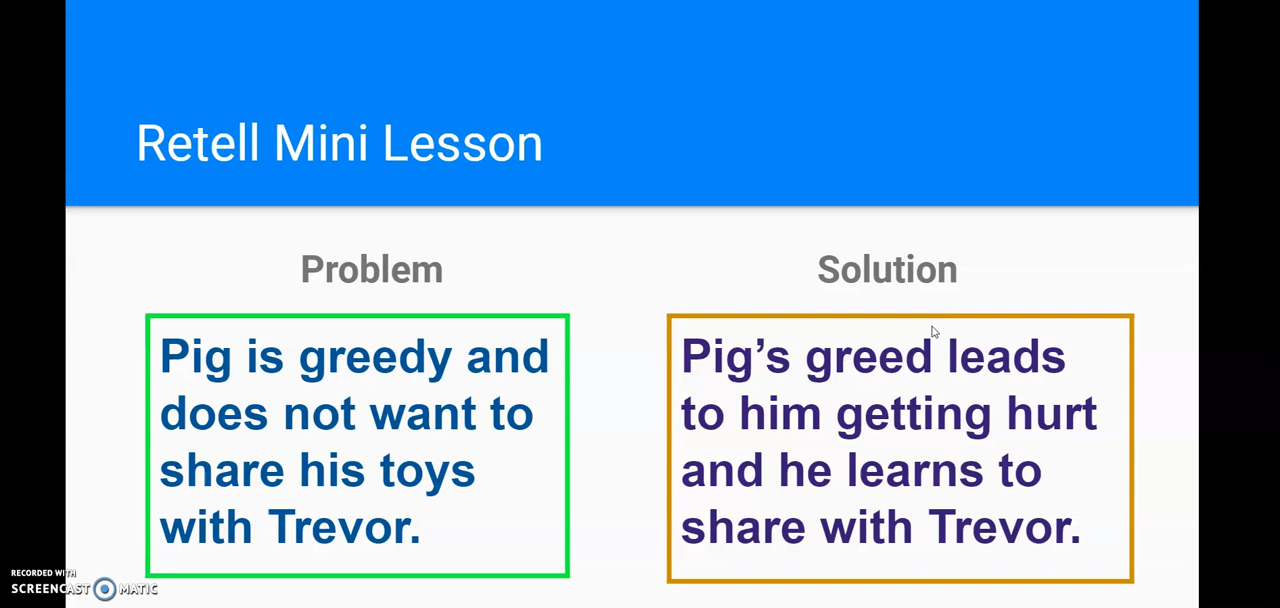 Retell Mini Lesson
Problem
Pig is greedy and
does not want to
share his toys
with Trevor.
Solution
Pig’s greed leads
to him getting hurt
and he learns to
share with Trevor.
RECORDED WITH
SCREENCAST MATIC